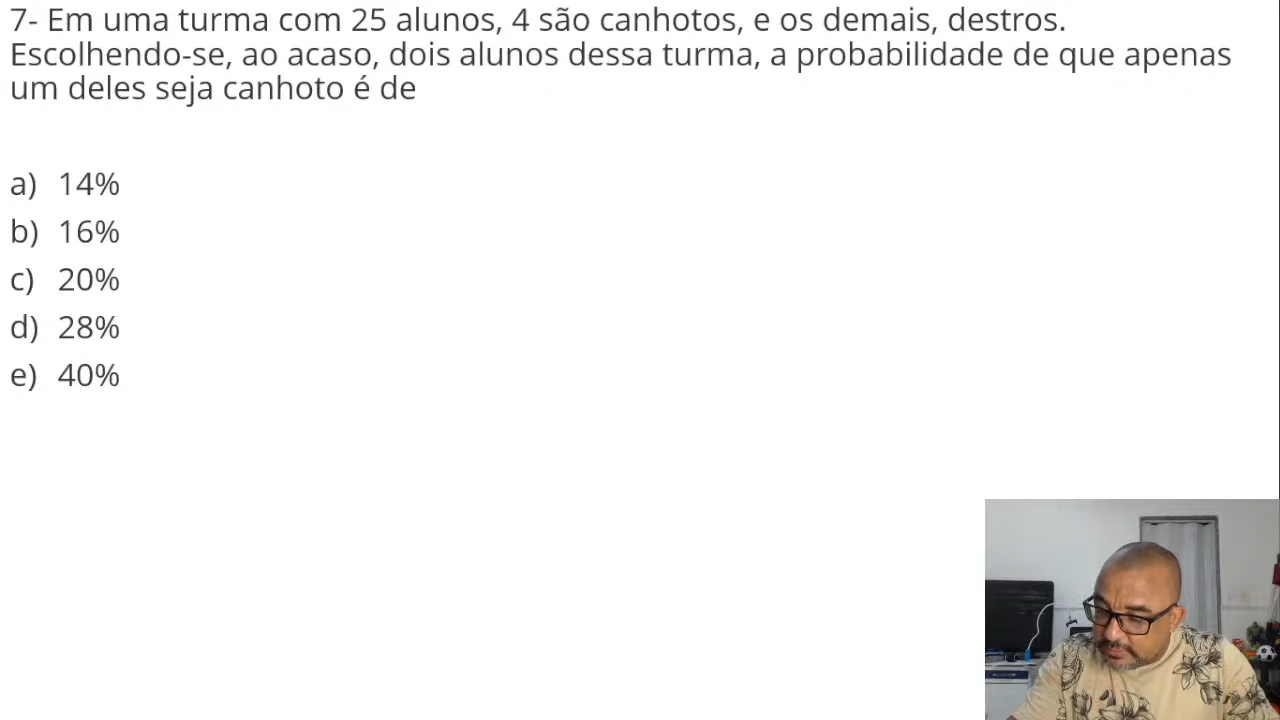 7- Em uma turma com 25 alunos, 4 são canhotos, e os demais, destros.
Escolhendo-se, ao acaso, dois alunos dessa turma, a probabilidade de que apenas
um deles seja canhoto é de
a) 14%
b) 16%
c) 20%
d) 28%
e) 40%